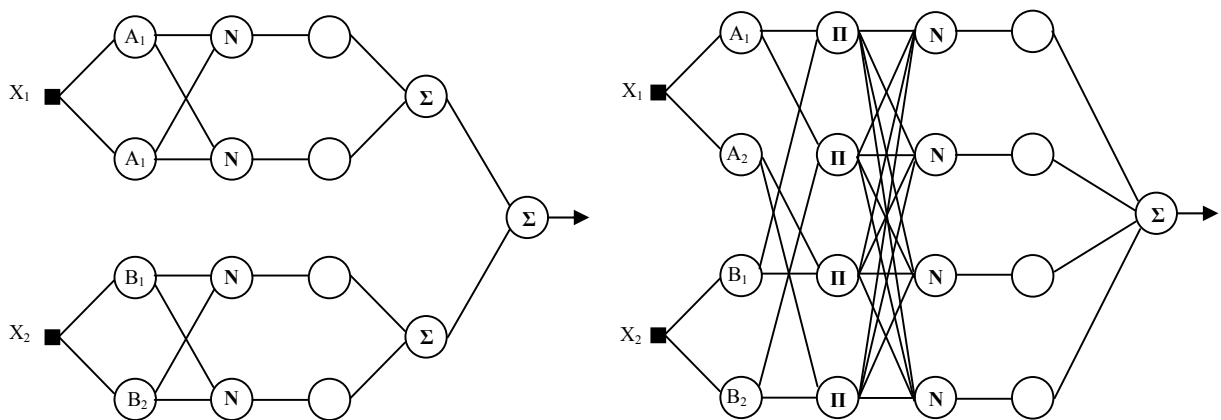 A₁ N
X₁ Σ
A₁ N
Σ
B₁ N
X₂ Σ
B₂ N
A₁ Π N
X₁
A₂ Π N
Σ
B₁ Π N
X₂
B₂ Π N